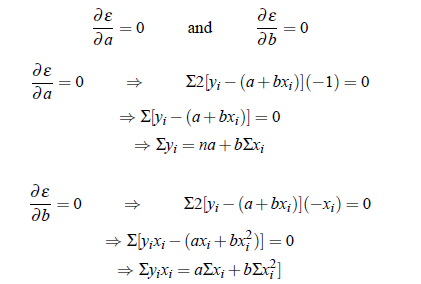 ∂ε/∂a = 0 and ∂ε/∂b = 0
∂ε/∂a = 0 ⇒ Σ2[yᵢ − (a + bxᵢ)](−1) = 0
⇒ Σ[yᵢ − (a + bxᵢ)] = 0
⇒ Σyᵢ = na + bΣxᵢ
∂ε/∂b = 0 ⇒ Σ2[yᵢ − (a + bxᵢ)](−xᵢ) = 0
⇒ Σ[yᵢxᵢ − (axᵢ + bxᵢ²)] = 0
⇒ Σyᵢxᵢ = aΣxᵢ + bΣxᵢ²]